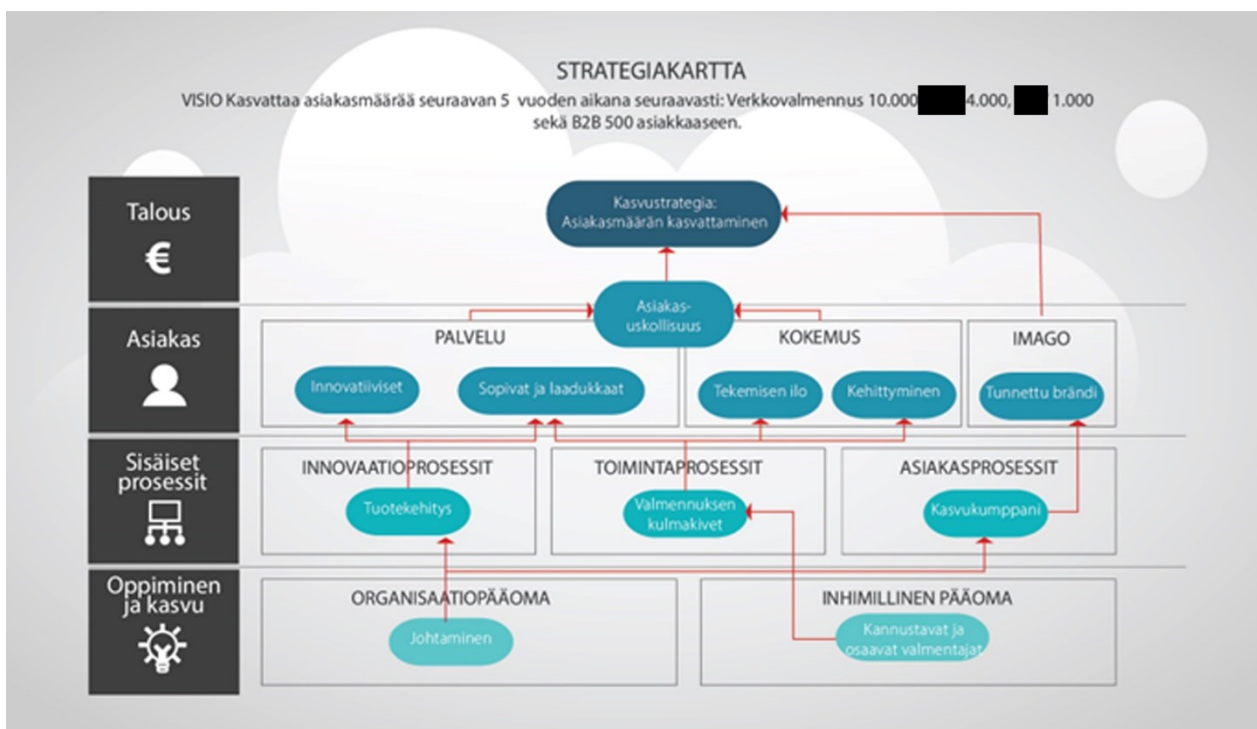 STRATEGIAKARTTA
VISIO Kasvattaa asiakasmäärää seuraavan 5 vuoden aikana seuraavasti: Verkkovalmennus 10.000 4.000, 1.000
sekä B2B 500 asiakkaaseen.
Talous
€
Kasvustrategia:
Asiakasmäärän kasvattaminen
Asiakas
Asiakas-
uskollisuus
PALVELU
KOKEMUS
IMAGO
Innovatiiviset
Sopivat ja laadukkaat
Tekemisen ilo
Kehittyminen
Tunnettu brändi
Sisäiset
prosessit
INNOVAATIOPROSESSIT
TOIMINTAPROSESSIT
ASIAKASPROSESSIT
Tuotekehitys
Valmennuksen
kulmakivet
Kasvukumppani
Oppiminen
ja kasvu
ORGANISAATIOPÄÄOMA
INHIMILLINEN PÄÄOMA
Johtaminen
Kannustavat ja
osaavat valmentajat